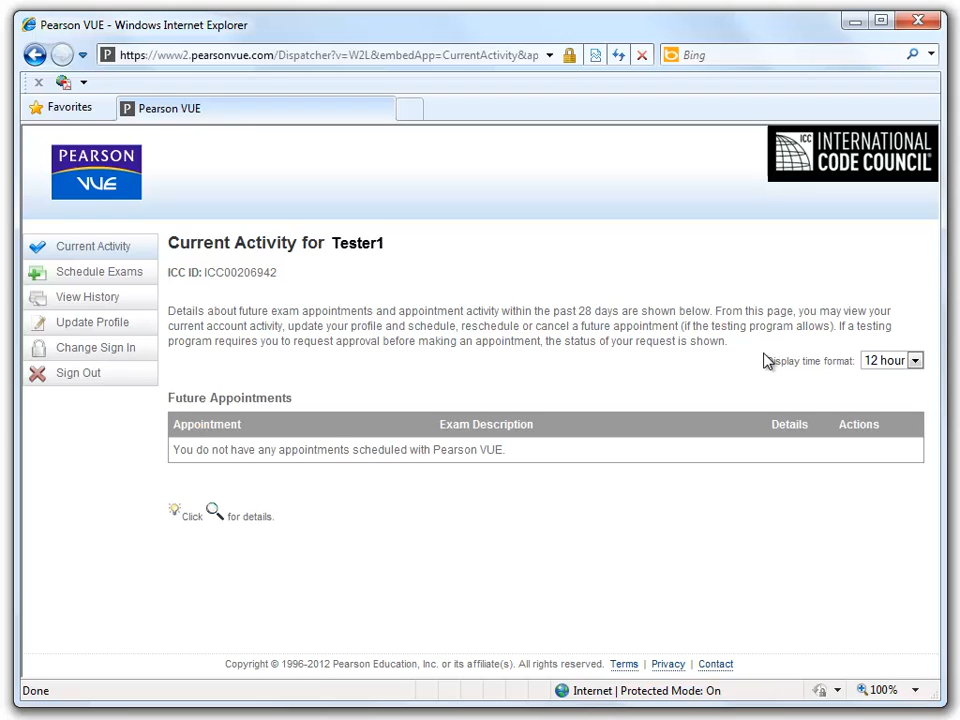 Pearson VUE - Windows Internet Explorer
https://www2.pearsonvue.com/Dispatcher?v=W2L&embedApp=CurrentActivity&ap
Bing
Favorites
Pearson VUE
PEARSON
VUE
ICC INTERNATIONAL
CODE COUNCIL
Current Activity
Schedule Exams
View History
Update Profile
Change Sign In
Sign Out
Current Activity for Tester1
ICC ID: ICC00206942
Details about future exam appointments and appointment activity within the past 28 days are shown below. From this page, you may view your
current account activity, update your profile and schedule, reschedule or cancel a future appointment (if the testing program allows). If a testing
program requires you to request approval before making an appointment, the status of your request is shown.
Display time format: 12 hour
Future Appointments
Appointment Exam Description Details Actions
You do not have any appointments scheduled with Pearson VUE.
Click for details.
Copyright © 1996-2012 Pearson Education, Inc. or its affiliate(s). All rights reserved. Terms | Privacy | Contact
Done
Internet | Protected Mode: On
100%